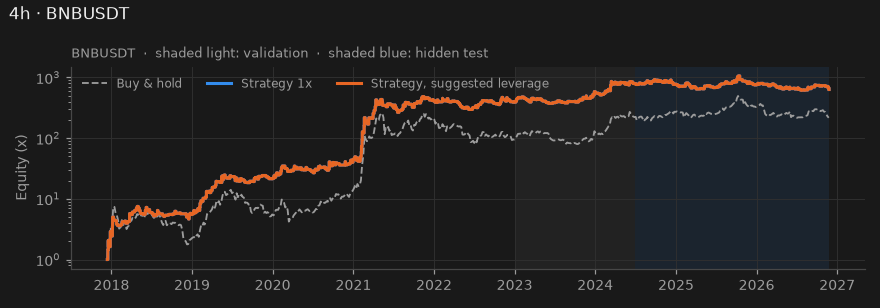 4h · BNBUSDT
BNBUSDT · shaded light: validation · shaded blue: hidden test
Buy & hold Strategy 1x Strategy, suggested leverage
Equity (x)
10³
10²
10¹
10⁰
2018 2019 2020 2021 2022 2023 2024 2025 2026 2027